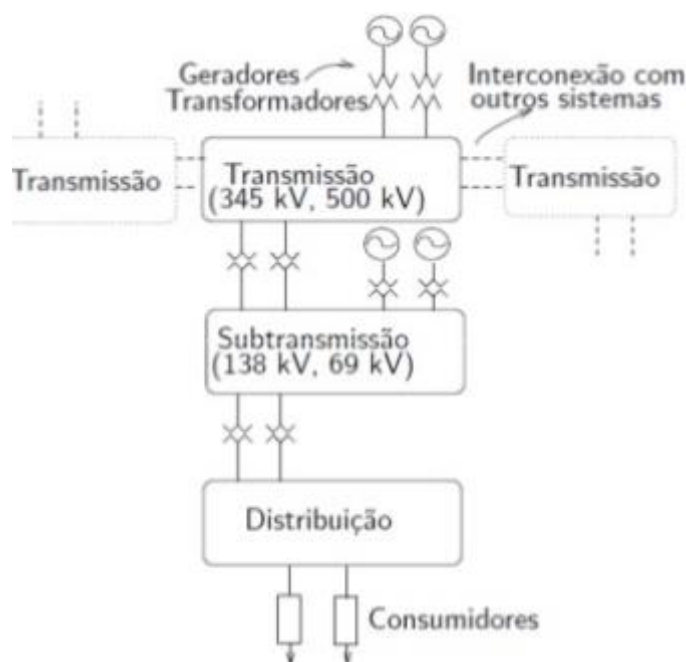 Geradores
Transformadores
Interconexão com
outros sistemas
Transmissão
Transmissão
(345 kV, 500 kV)
Transmissão
Subtransmissão
(138 kV, 69 kV)
Distribuição
Consumidores